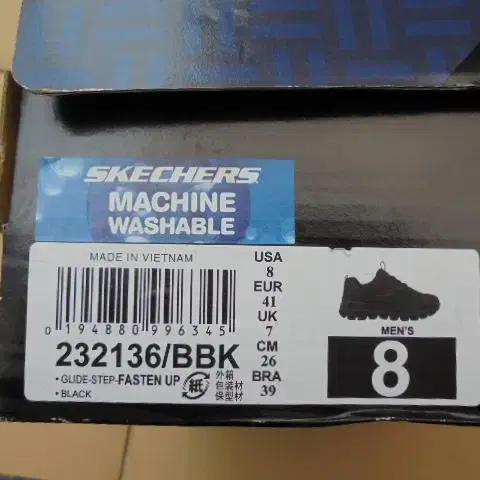 SKECHERS
MACHINE
WASHABLE
MADE IN VIETNAM
0 194880 996345
232136/BBK
• GLIDE-STEP-FASTEN UP
• BLACK
紙
外箱
包装材
保型材
USA
8
EUR
41
UK
7
CM
26
BRA
39
MEN'S
8